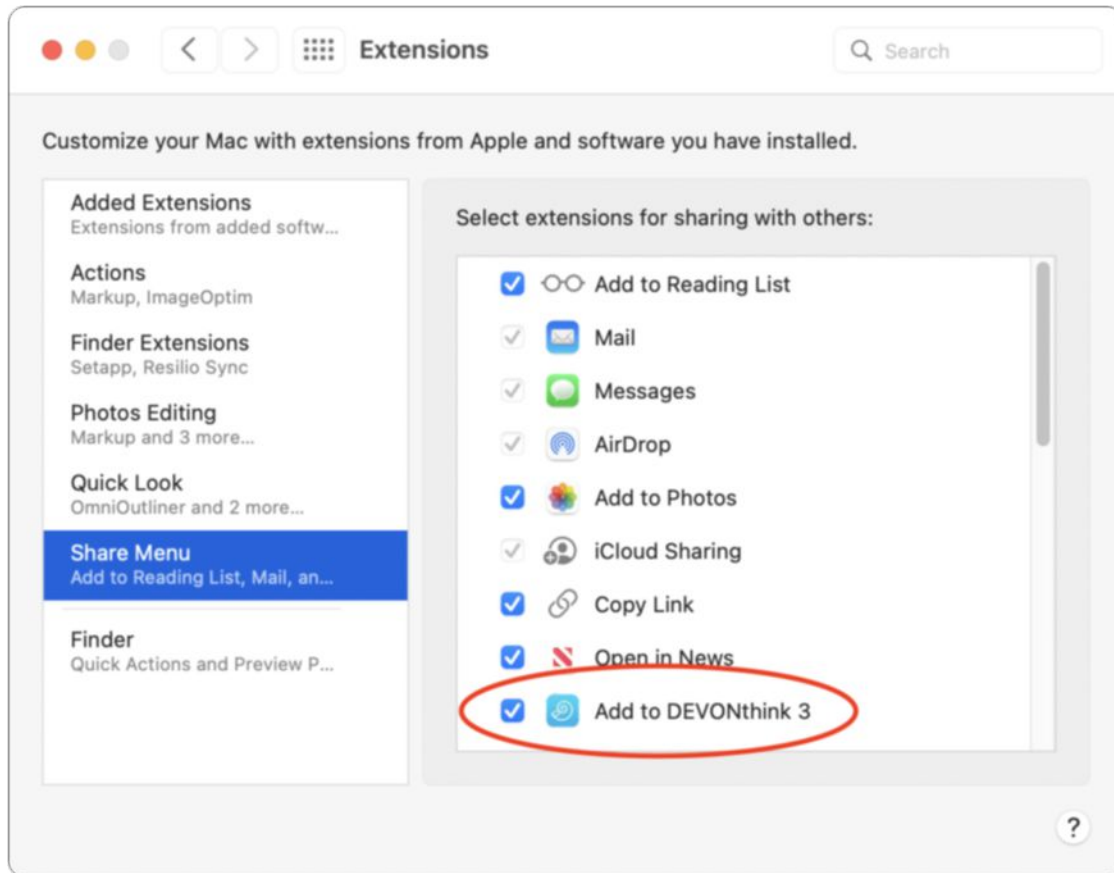 Extensions
Search
Customize your Mac with extensions from Apple and software you have installed.
Added Extensions
Extensions from added softw...
Actions
Markup, ImageOptim
Finder Extensions
Setapp, Resilio Sync
Photos Editing
Markup and 3 more...
Quick Look
OmniOutliner and 2 more...
Share Menu
Add to Reading List, Mail, an...
Finder
Quick Actions and Preview P...
Select extensions for sharing with others:
Add to Reading List
Mail
Messages
AirDrop
Add to Photos
iCloud Sharing
Copy Link
Open in News
Add to DEVONthink 3
?